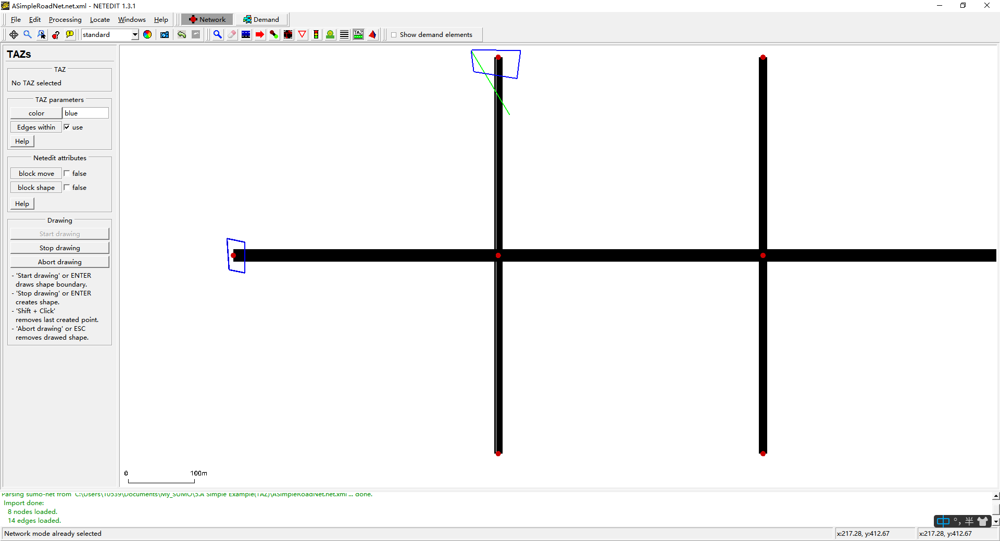 ASimpleRoadNet.net.xml - NETEDIT 1.3.1
File Edit Processing Locate Windows Help Network Demand
standard TAZ Show demand elements
TAZs
TAZ
No TAZ selected
TAZ parameters
color blue
Edges within use
Help
Netedit attributes
block move false
block shape false
Help
Drawing
Start drawing
Stop drawing
Abort drawing
- 'Start drawing' or ENTER
draws shape boundary.
- 'Stop drawing' or ENTER
creates shape.
- 'Shift + Click'
removes last created point.
- 'Abort drawing' or ESC
removes drawed shape.
0 100m
Parsing sumo-net from 'C:\Users\10539\Documents\My_SUMO\5.A Simple Example(TAZ)\ASimpleRoadNet.net.xml ... done.
Import done:
8 nodes loaded.
14 edges loaded.
中 °, 半
Network mode already selected x:217.28, y:412.67 x:217.28, y:412.67